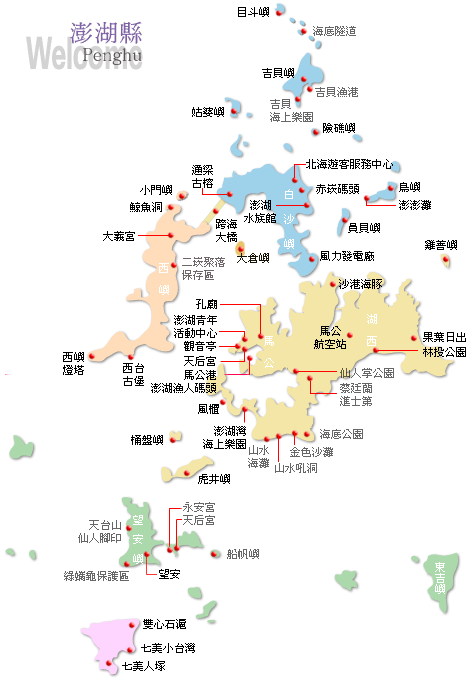 澎湖縣
Welcome
Penghu
目斗嶼
海底隧道
吉貝嶼
吉貝漁港
吉貝
海上樂園
姑婆嶼
險礁嶼
北海遊客服務中心
漁梁
古榕
白沙嶼
赤崁碼頭
鳥嶼
小門嶼
鯨魚洞
澎湖
水族館
澎澎灘
跨海
大橋
員貝嶼
大義宮
大倉嶼
雞善嶼
二崁聚落
保存區
風力發電廠
西嶼
沙港海豚
孔廟
澎湖青年
活動中心
湖西
馬公
馬公
航空站
觀音亭
果葉日出
西嶼
燈塔
西台
古堡
天后宮
林投公園
馬公港
仙人掌公園
澎湖漁人碼頭
蔡廷蘭
進士第
風櫃
澎湖灣
海上樂園
海底公園
桶盤嶼
山水
海灘
金色沙灘
山水吼洞
虎井嶼
永安宮
望安嶼
天后宮
天台山
仙人腳印
船帆嶼
東吉嶼
綠蠵龜保護區
望安
雙心石滬
七美小台灣
七美人塚